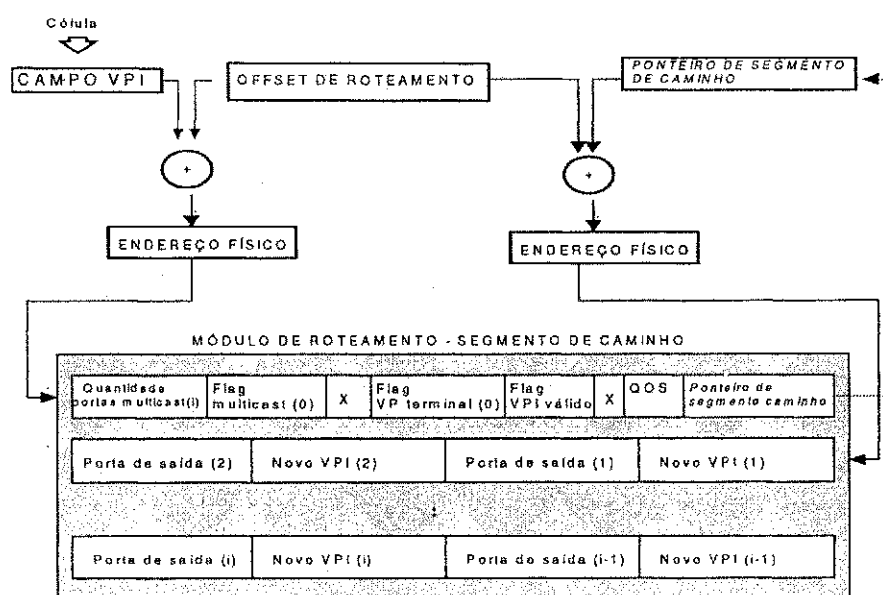 Célula
CAMPO VPI
OFFSET DE ROTEAMENTO
PONTEIRO DE SEGMENTO
DE CAMINHO
+
+
ENDEREÇO FÍSICO
ENDEREÇO FÍSICO
MÓDULO DE ROTEAMENTO - SEGMENTO DE CAMINHO
Quantidade
portas multicast(i)
Flag
multicast (0)
X
Flag
VP terminal (0)
Flag
VPI válido
X
QOS
Ponteiro de
segmento caminho
Porta de saída (2)
Novo VPI (2)
Porta de saída (1)
Novo VPI (1)
Porta de saída (i)
Novo VPI (i)
Porta de saída (i-1)
Novo VPI (i-1)